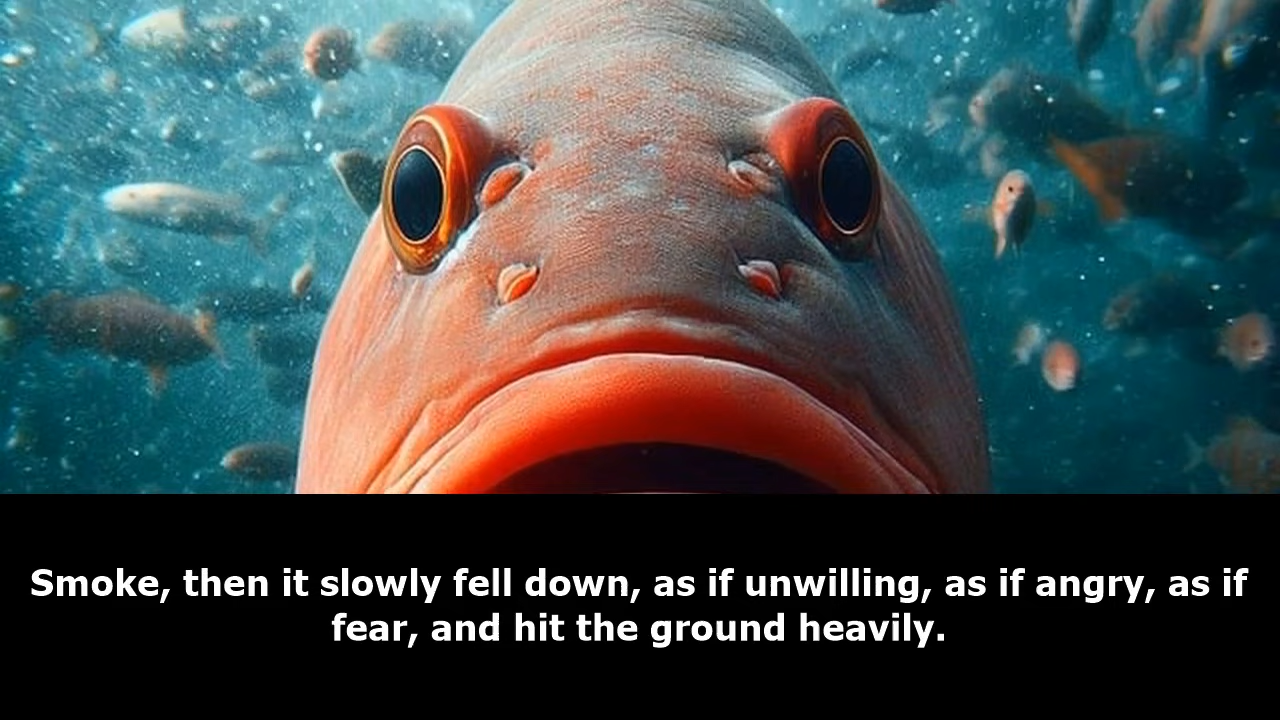 Smoke, then it slowly fell down, as if unwilling, as if angry, as if
fear, and hit the ground heavily.